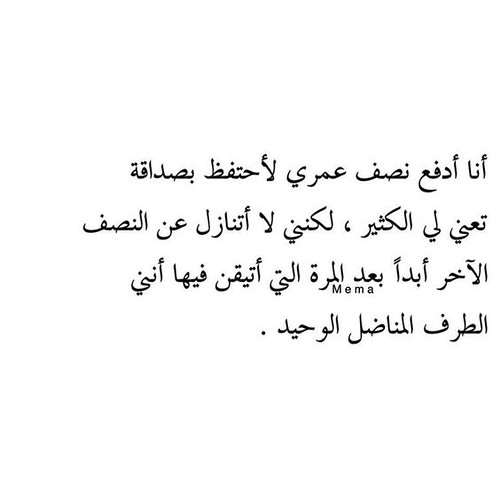 أنا أدفع نصف عمري لأحتفظ بصداقة
تعني لي الكثير ، لكنني لا أتنازل عن النصف
الآخر أبداً بعد المرة التي أتيقن فيها أنني
Mema
الطرف المناضل الوحيد .